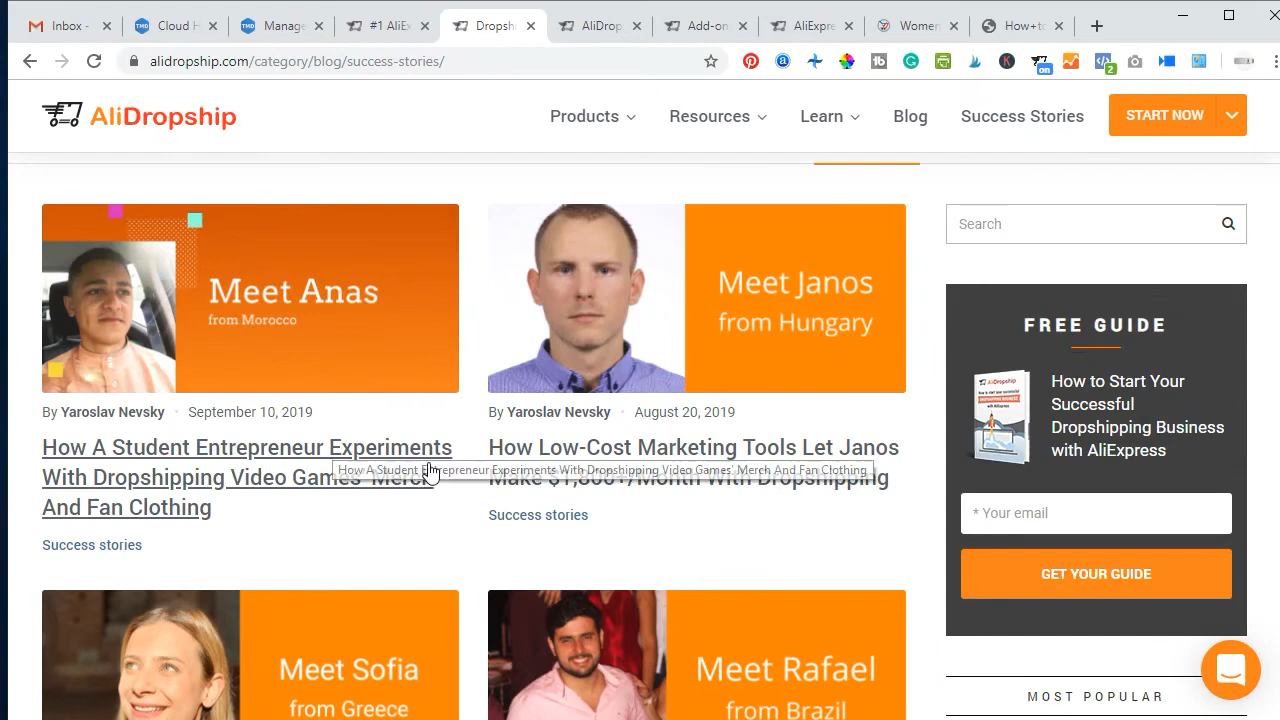 Inbox -
Cloud H
Manage
#1 AliEx
Dropsh
AliDrop
Add-on
AliExpre
Women
How+to
alidropship.com/category/blog/success-stories/
on
2
AliDropship
Products
Resources
Learn
Blog
Success Stories
START NOW
Meet Anas
from Morocco
By Yaroslav Nevsky • September 10, 2019
How A Student Entrepreneur Experiments
With Dropshipping Video Games' Merch
And Fan Clothing
Success stories
How A Student Entrepreneur Experiments With Dropshipping Video Games' Merch And Fan Clothing
Meet Janos
from Hungary
By Yaroslav Nevsky • August 20, 2019
How Low-Cost Marketing Tools Let Janos
Make $1,800+/Month With Dropshipping
Success stories
Meet Sofia
from Greece
Meet Rafael
from Brazil
Search
FREE GUIDE
How to Start Your
Successful
Dropshipping Business
with AliExpress
* Your email
GET YOUR GUIDE
MOST POPULAR